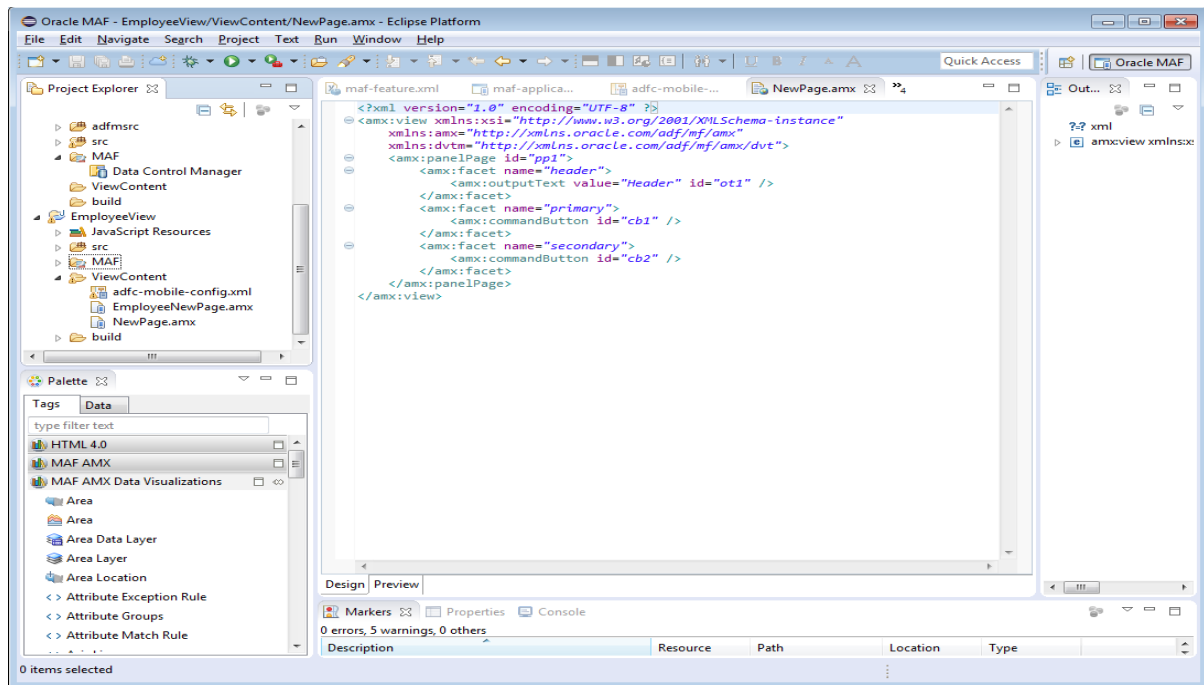 Oracle MAF - EmployeeView/ViewContent/NewPage.amx - Eclipse Platform
File Edit Navigate Search Project Text Run Window Help
Quick Access
Oracle MAF
Project Explorer
adfmsrc
src
MAF
Data Control Manager
ViewContent
build
EmployeeView
JavaScript Resources
src
MAF
ViewContent
adfc-mobile-config.xml
EmployeeNewPage.amx
NewPage.amx
build
Palette
Tags Data
type filter text
HTML 4.0
MAF AMX
MAF AMX Data Visualizations
Area
Area
Area Data Layer
Area Layer
Area Location
Attribute Exception Rule
Attribute Groups
Attribute Match Rule
maf-feature.xml maf-applica... adfc-mobile-... NewPage.amx »4
<?xml version="1.0" encoding="UTF-8" ?>
<amx:view xmlns:xsi="http://www.w3.org/2001/XMLSchema-instance"
xmlns:amx="http://xmlns.oracle.com/adf/mf/amx"
xmlns:dvtm="http://xmlns.oracle.com/adf/mf/amx/dvt">
<amx:panelPage id="pp1">
<amx:facet name="header">
<amx:outputText value="Header" id="ot1" />
</amx:facet>
<amx:facet name="primary">
<amx:commandButton id="cb1" />
</amx:facet>
<amx:facet name="secondary">
<amx:commandButton id="cb2" />
</amx:facet>
</amx:panelPage>
</amx:view>
Design Preview
Out...
?=? xml
e amx:view xmlns:x
Markers Properties Console
0 errors, 5 warnings, 0 others
Description Resource Path Location Type
0 items selected